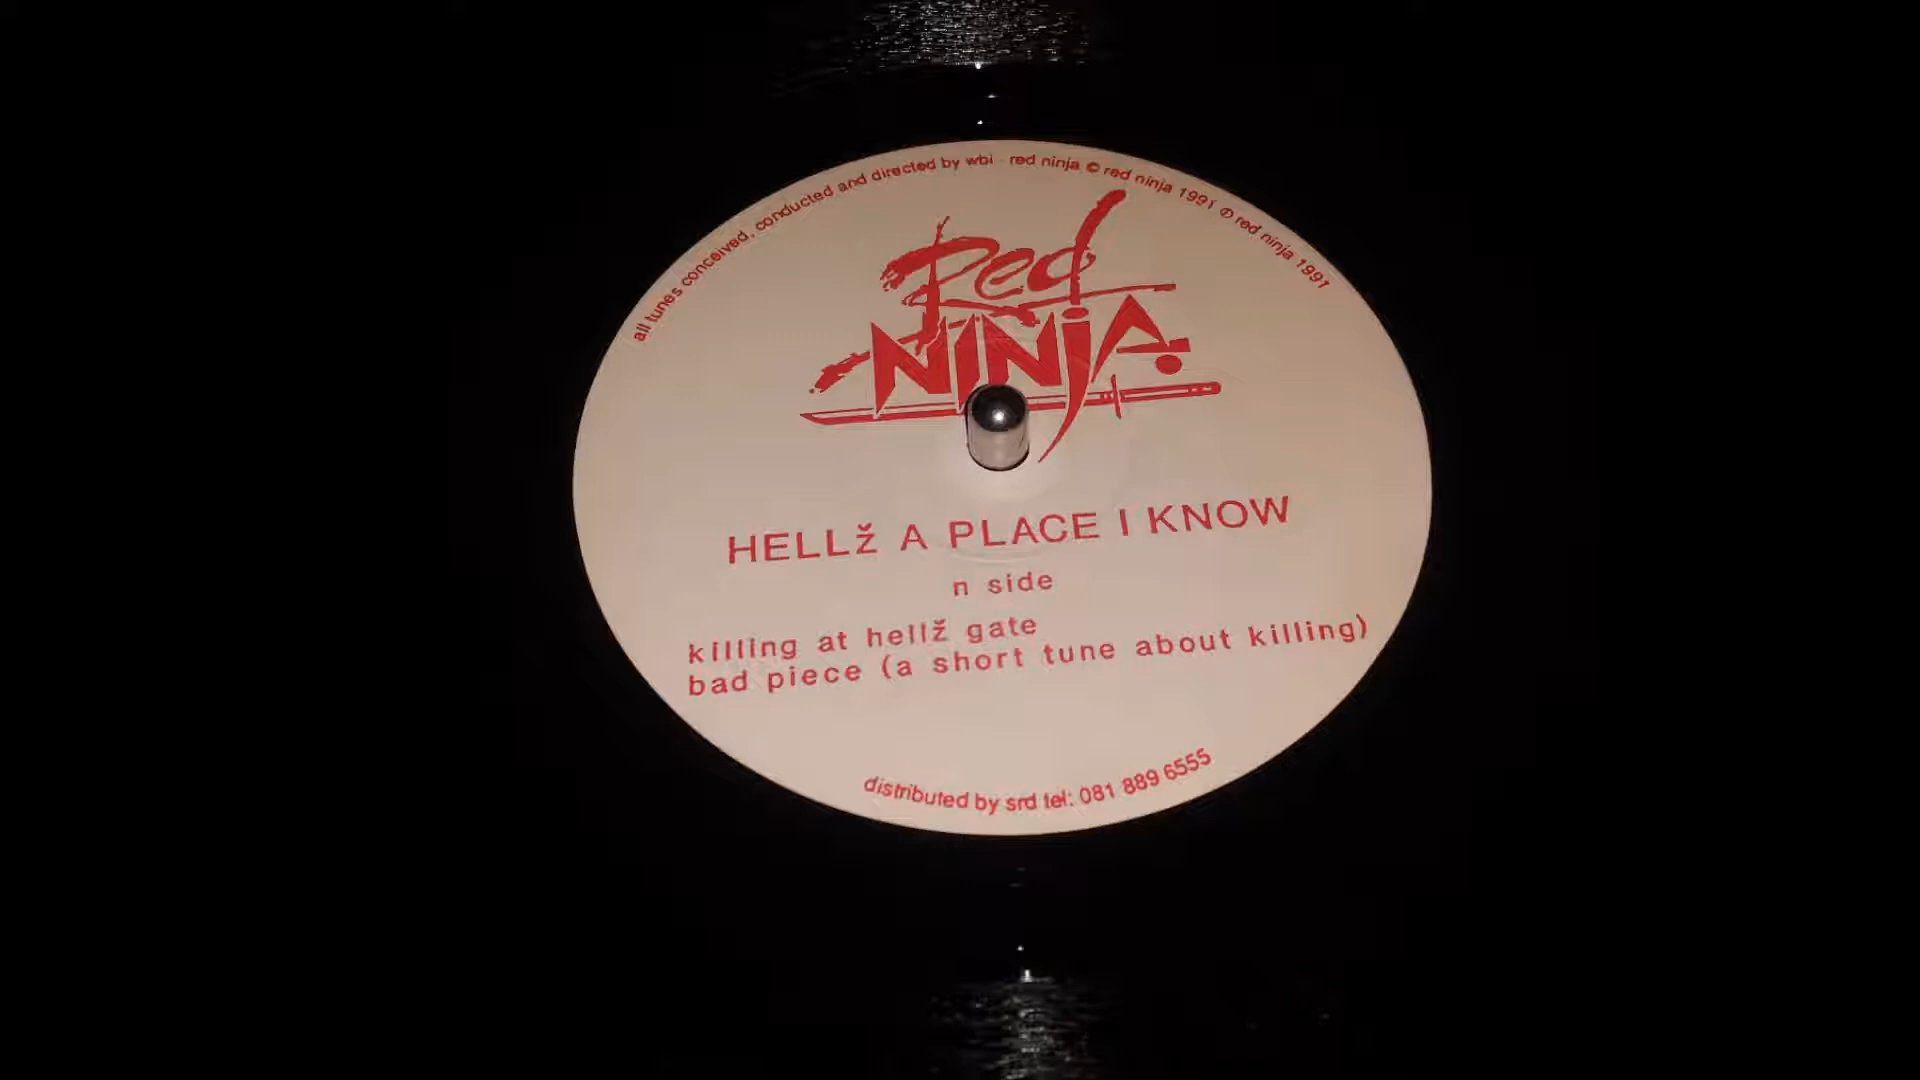 all tunes conceived, conducted and directed by wbi - red ninja © red ninja 1991 ℗ red ninja 1991
Red
NiNjA
HELLž A PLACE I KNOW
n side
killing at hellž gate
bad piece (a short tune about killing)
distributed by srd tel: 081 889 6555